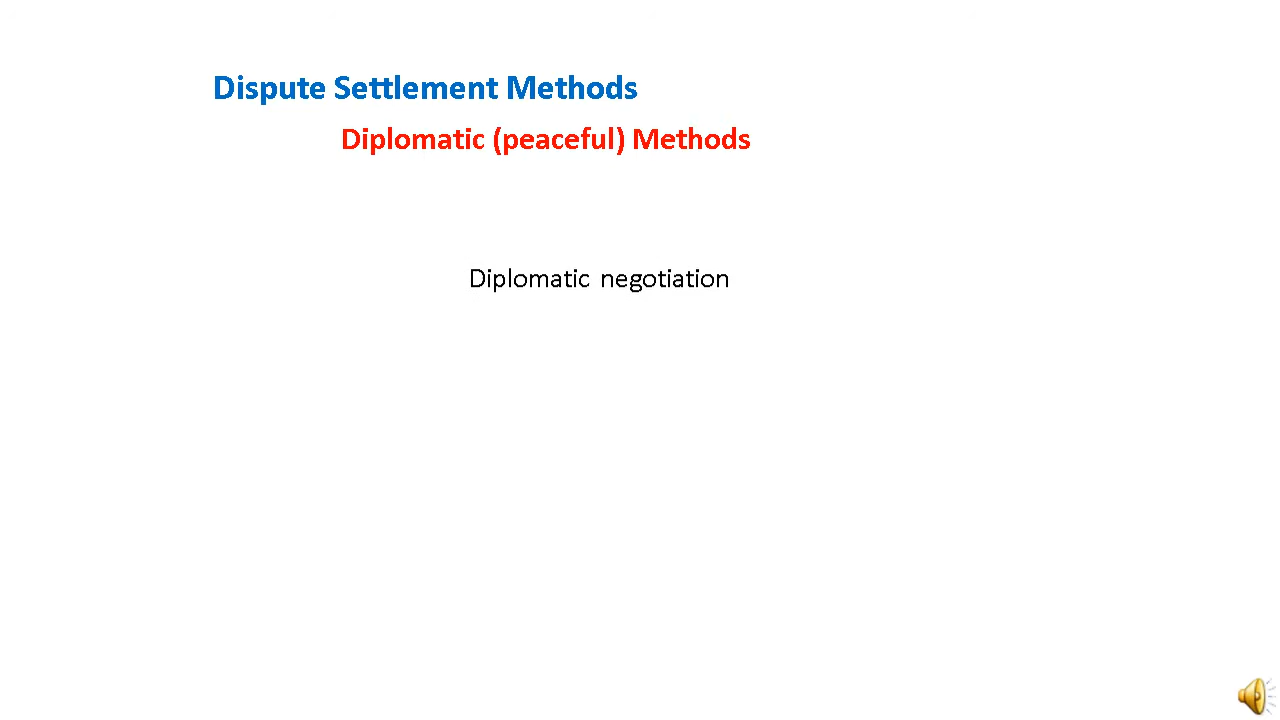 Dispute Settlement Methods
Diplomatic (peaceful) Methods
Diplomatic negotiation